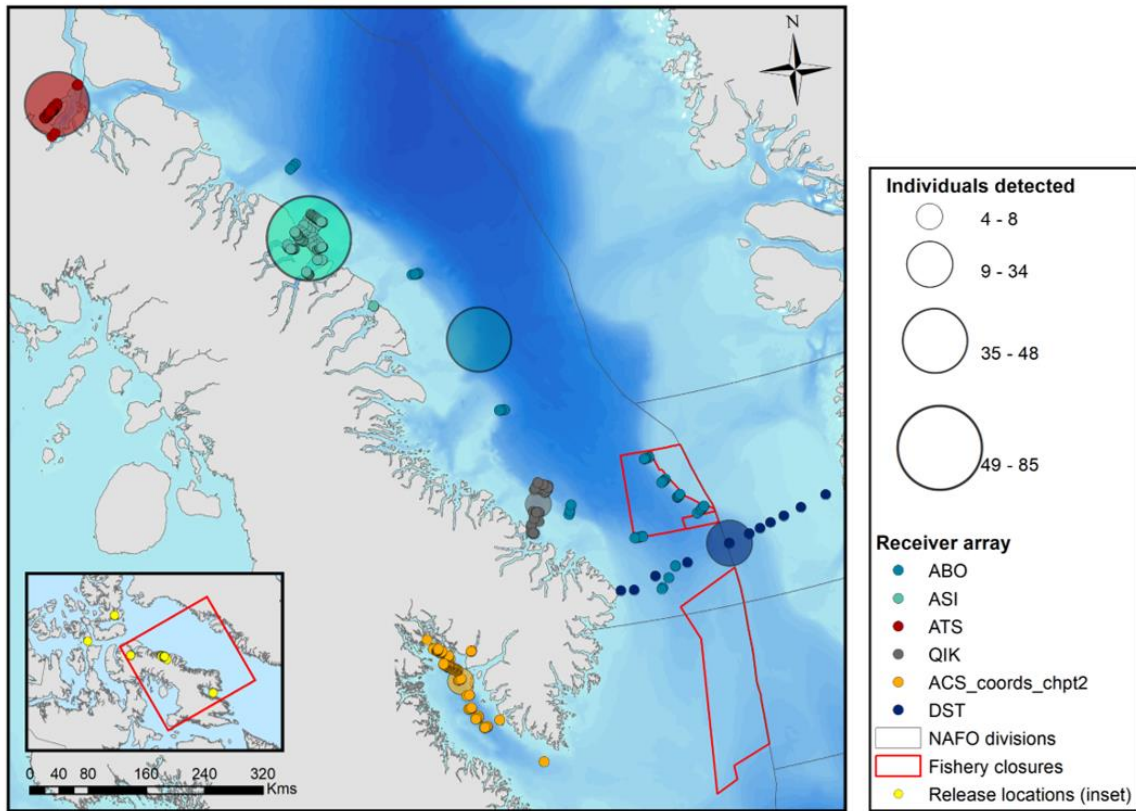 N
Individuals detected
4 - 8
9 - 34
35 - 48
49 - 85
Receiver array
ABO
ASI
ATS
QIK
ACS_coords_chpt2
DST
NAFO divisions
Fishery closures
Release locations (inset)
0 40 80 160 240 320
Kms